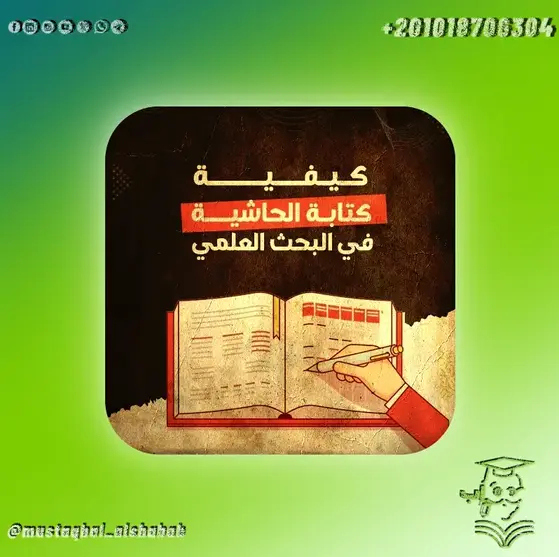 +201018706304
كيفية
كتابة الحاشية
في البحث العلمي
@mustaqbal_alshabab